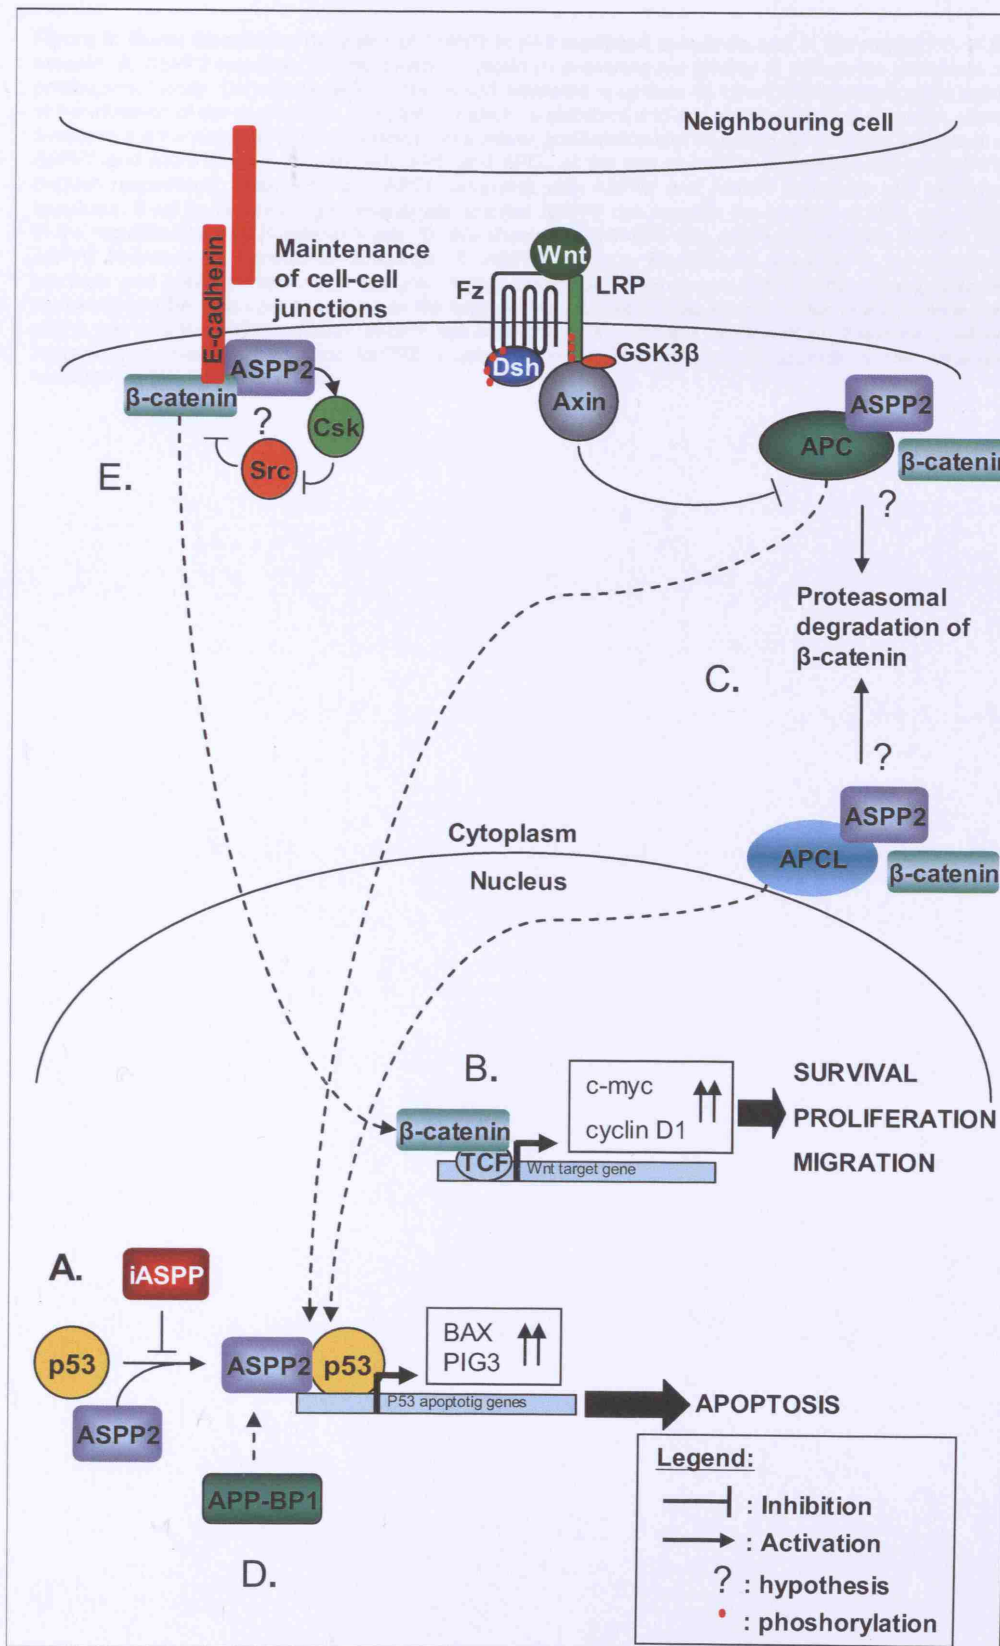 Neighbouring cell
E-cadherin
Maintenance
of cell-cell
junctions
Wnt
Fz
LRP
Dsh
GSK3β
Axin
ASPP2
β-catenin
?
Csk
Src
E.
ASPP2
APC
β-catenin
?
Proteasomal
degradation of
β-catenin
C.
?
ASPP2
APCL
β-catenin
Cytoplasm
Nucleus
B.
c-myc
cyclin D1
SURVIVAL
PROLIFERATION
MIGRATION
β-catenin
TCF
Wnt target gene
A.
iASPP
p53
ASPP2
ASPP2
p53
BAX
PIG3
P53 apoptotig genes
APOPTOSIS
APP-BP1
D.
Legend:
: Inhibition
: Activation
? : hypothesis
: phoshorylation